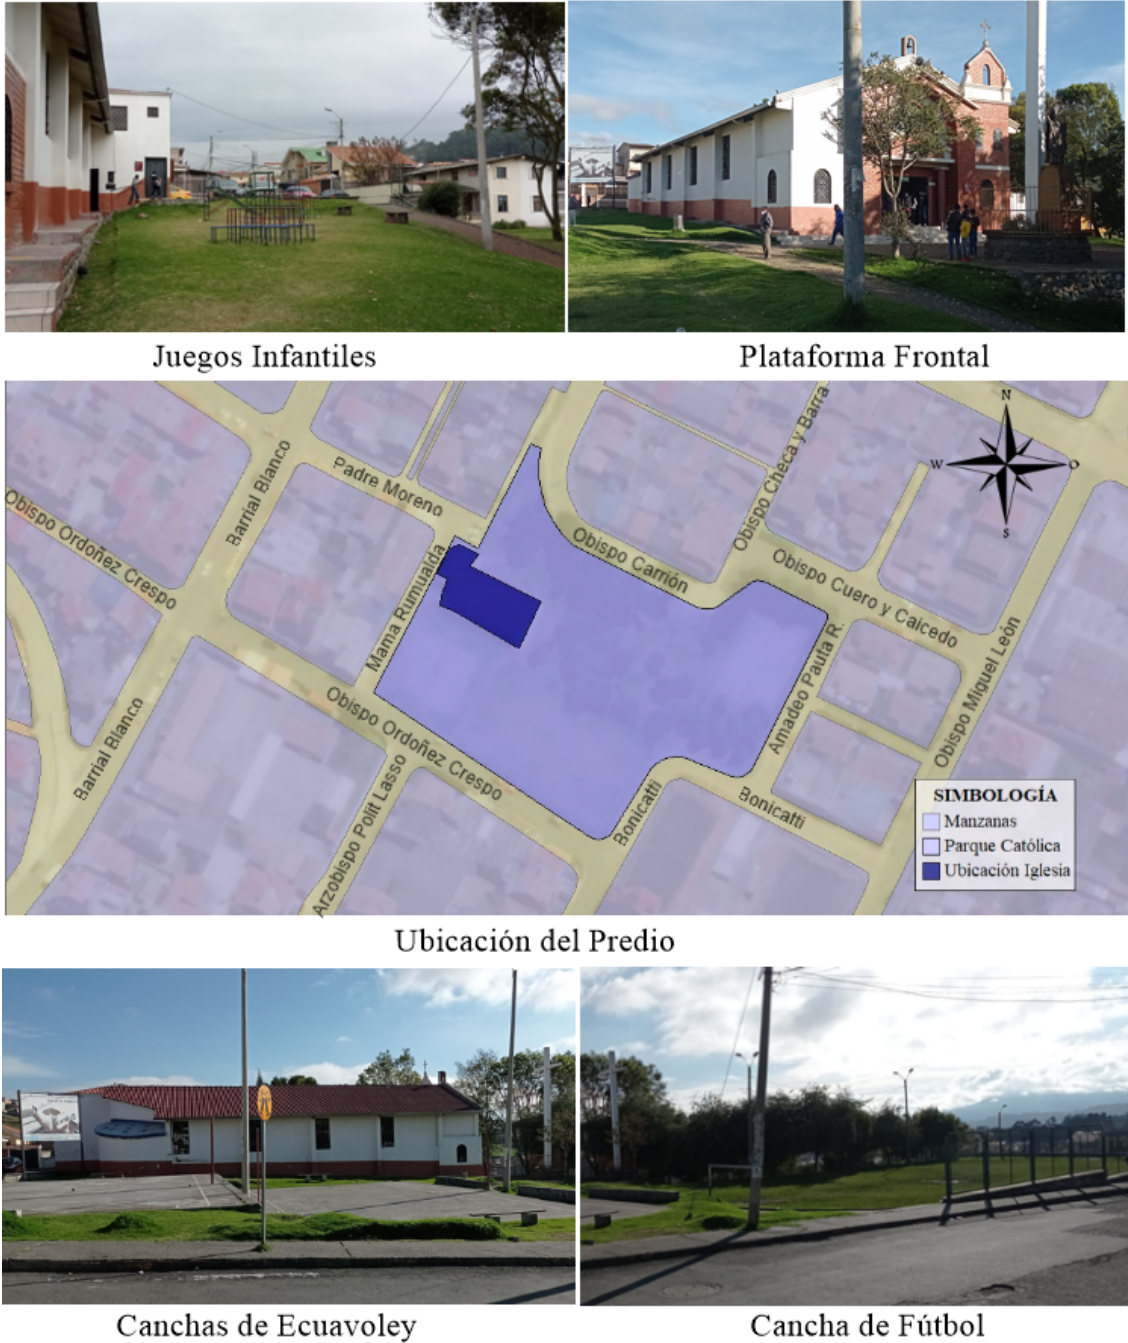 Juegos Infantiles
Plataforma Frontal
Padre Moreno
Barrial Blanco
Obispo Ordoñez Crespo
Mama Rumualda
Obispo Carrión
Obispo Checa y Barra
Obispo Cuero y Caicedo
Obispo Miguel León
Amadeo Pauta R.
Obispo Ordoñez Crespo
Barrial Blanco
Arzobispo Polit Lasso
Bonicatti
Bonicatti
N
W
O
S
SIMBOLOGÍA
Manzanas
Parque Católica
Ubicación Iglesia
Ubicación del Predio
Canchas de Ecuavoley
Cancha de Fútbol